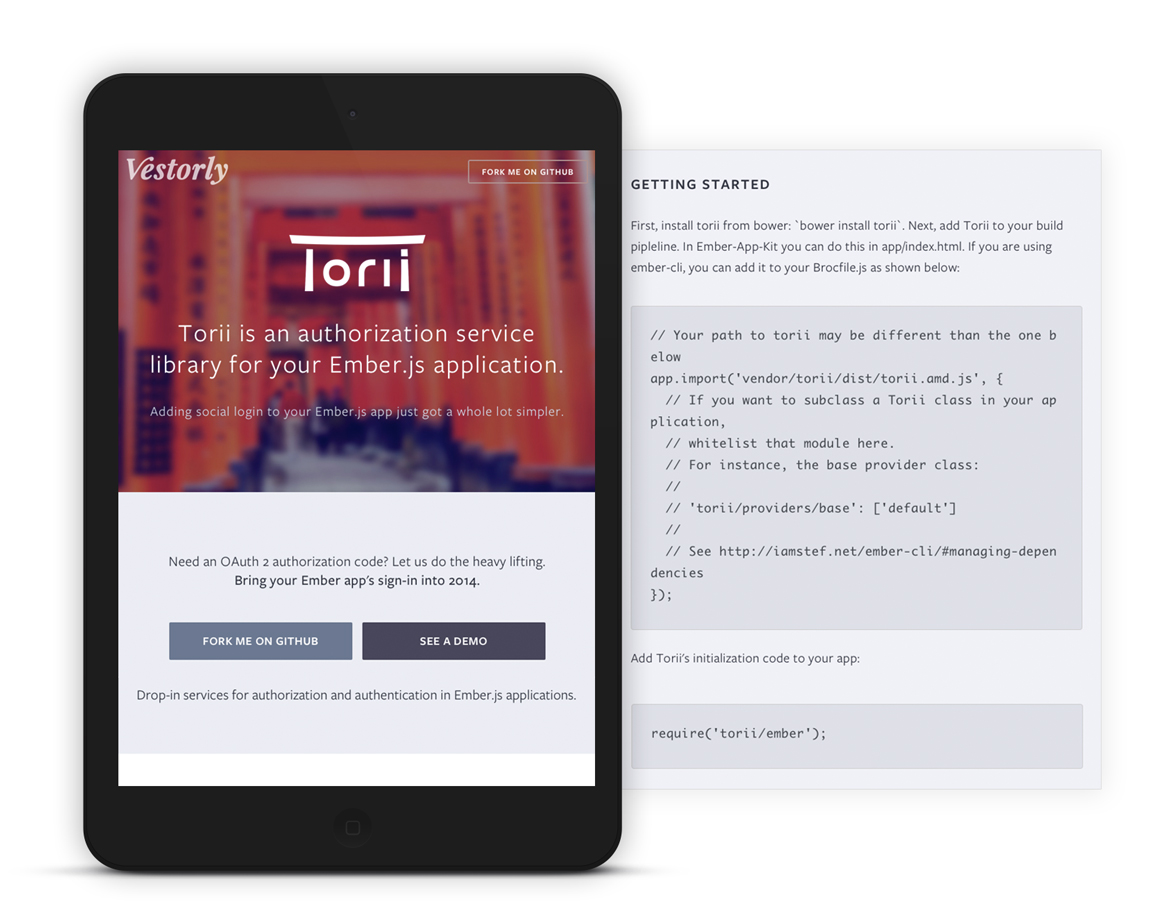 Vestorly
FORK ME ON GITHUB
Torii
Torii is an authorization service
library for your Ember.js application.
Adding social login to your Ember.js app just got a whole lot simpler.
Need an OAuth 2 authorization code? Let us do the heavy lifting.
Bring your Ember app's sign-in into 2014.
FORK ME ON GITHUB
SEE A DEMO
Drop-in services for authorization and authentication in Ember.js applications.
GETTING STARTED
First, install torii from bower: `bower install torii`. Next, add Torii to your build
pipleline. In Ember-App-Kit you can do this in app/index.html. If you are using
ember-cli, you can add it to your Brocfile.js as shown below:
// Your path to torii may be different than the one b
elow
app.import('vendor/torii/dist/torii.amd.js', {
  // If you want to subclass a Torii class in your ap
plication,
  // whitelist that module here.
  // For instance, the base provider class:
  //
  // 'torii/providers/base': ['default']
  //
  // See http://iamstef.net/ember-cli/#managing-depen
dencies
});
Add Torii's initialization code to your app:
require('torii/ember');